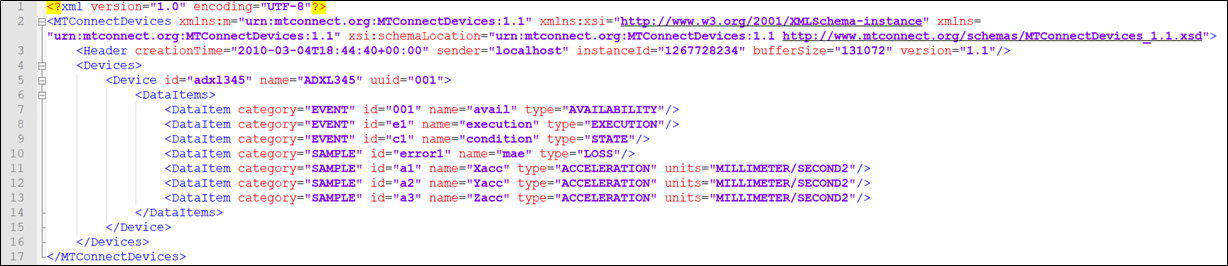 1 <?xml version="1.0" encoding="UTF-8"?>
2 <MTConnectDevices xmlns:m="urn:mtconnect.org:MTConnectDevices:1.1" xmlns:xsi="http://www.w3.org/2001/XMLSchema-instance" xmlns=
"urn:mtconnect.org:MTConnectDevices:1.1" xsi:schemaLocation="urn:mtconnect.org:MTConnectDevices:1.1 http://www.mtconnect.org/schemas/MTConnectDevices_1.1.xsd">
3 <Header creationTime="2010-03-04T18:44:40+00:00" sender="localhost" instanceId="1267728234" bufferSize="131072" version="1.1"/>
4 <Devices>
5 <Device id="adxl345" name="ADXL345" uuid="001">
6 <DataItems>
7 <DataItem category="EVENT" id="001" name="avail" type="AVAILABILITY"/>
8 <DataItem category="EVENT" id="e1" name="execution" type="EXECUTION"/>
9 <DataItem category="EVENT" id="c1" name="condition" type="STATE"/>
10 <DataItem category="SAMPLE" id="error1" name="mae" type="LOSS"/>
11 <DataItem category="SAMPLE" id="a1" name="Xacc" type="ACCELERATION" units="MILLIMETER/SECOND2"/>
12 <DataItem category="SAMPLE" id="a2" name="Yacc" type="ACCELERATION" units="MILLIMETER/SECOND2"/>
13 <DataItem category="SAMPLE" id="a3" name="Zacc" type="ACCELERATION" units="MILLIMETER/SECOND2"/>
14 </DataItems>
15 </Device>
16 </Devices>
17 </MTConnectDevices>